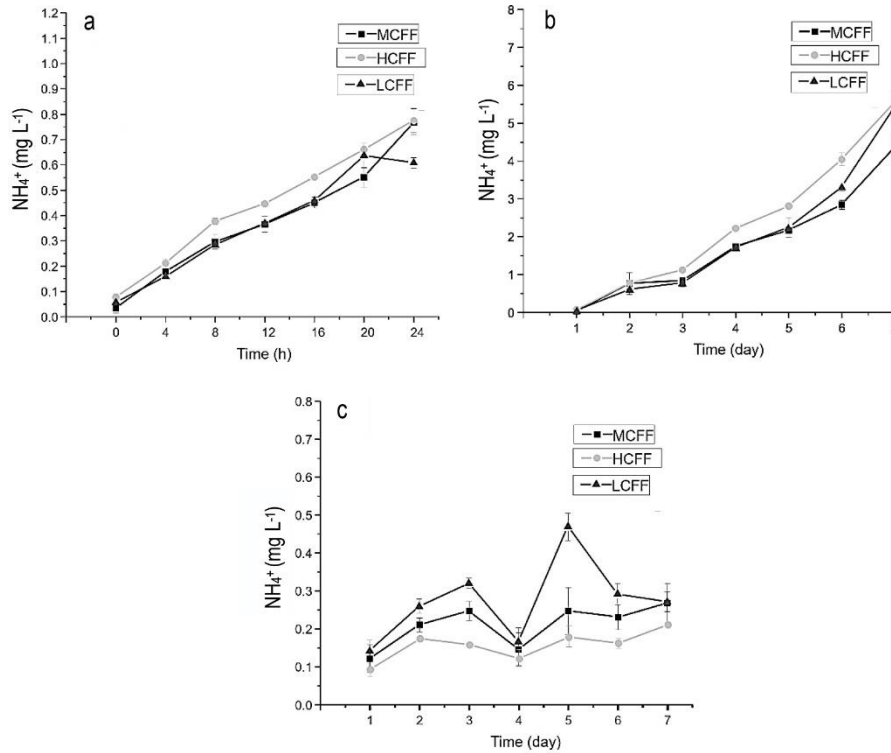 a
MCFF
HCFF
LCFF
NH₄⁺ (mg L⁻¹)
1.2
1.1
1.0
0.9
0.8
0.7
0.6
0.5
0.4
0.3
0.2
0.1
0.0
0 4 8 12 16 20 24
Time (h)
b
MCFF
HCFF
LCFF
NH₄⁺ (mg L⁻¹)
8
7
6
5
4
3
2
1
0
1 2 3 4 5 6
Time (day)
c
MCFF
HCFF
LCFF
NH₄⁺ (mg L⁻¹)
0.8
0.7
0.6
0.5
0.4
0.3
0.2
0.1
0.0
1 2 3 4 5 6 7
Time (day)